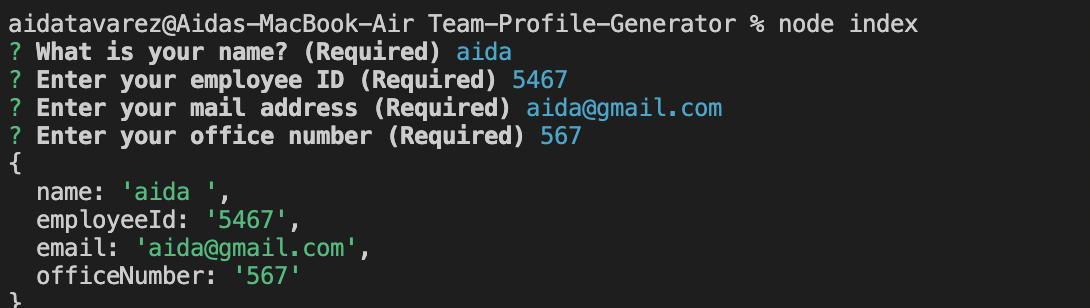 aidatavarez@Aidas-MacBook-Air Team-Profile-Generator % node index
? What is your name? (Required) aida
? Enter your employee ID (Required) 5467
? Enter your mail address (Required) aida@gmail.com
? Enter your office number (Required) 567
{
  name: 'aida ',
  employeeId: '5467',
  email: 'aida@gmail.com',
  officeNumber: '567'
}